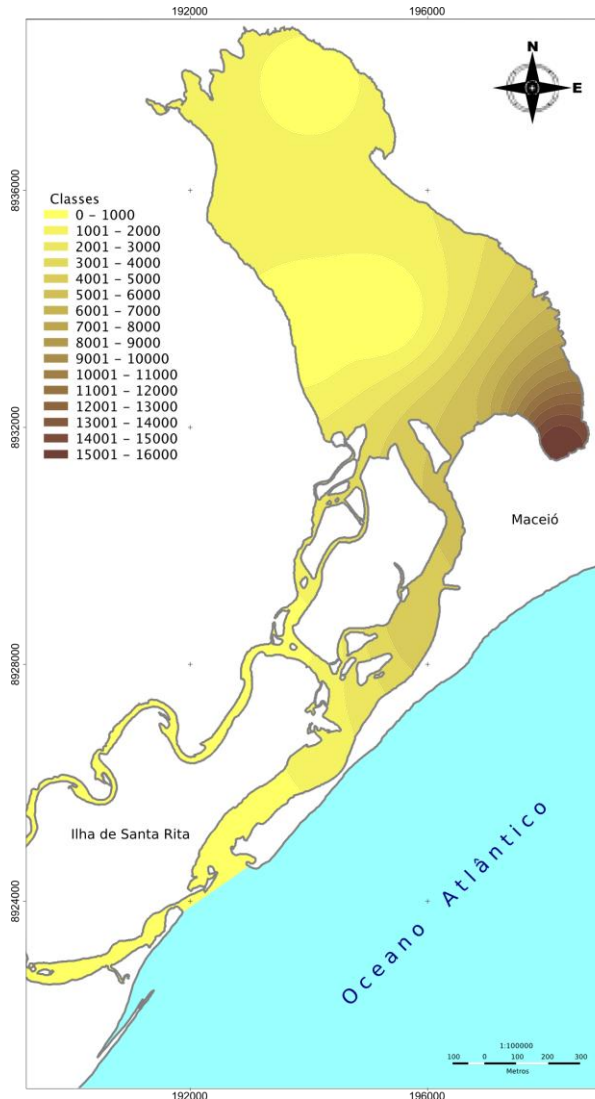 192000
196000
N
E
8936000
Classes
0 – 1000
1001 – 2000
2001 – 3000
3001 – 4000
4001 – 5000
5001 – 6000
6001 – 7000
7001 – 8000
8001 – 9000
9001 – 10000
10001 – 11000
11001 – 12000
12001 – 13000
13001 – 14000
14001 – 15000
15001 – 16000
8932000
Maceió
8928000
Ilha de Santa Rita
8924000
Oceano Atlântico
1:100000
100 0 100 200 300
Metros
192000
196000